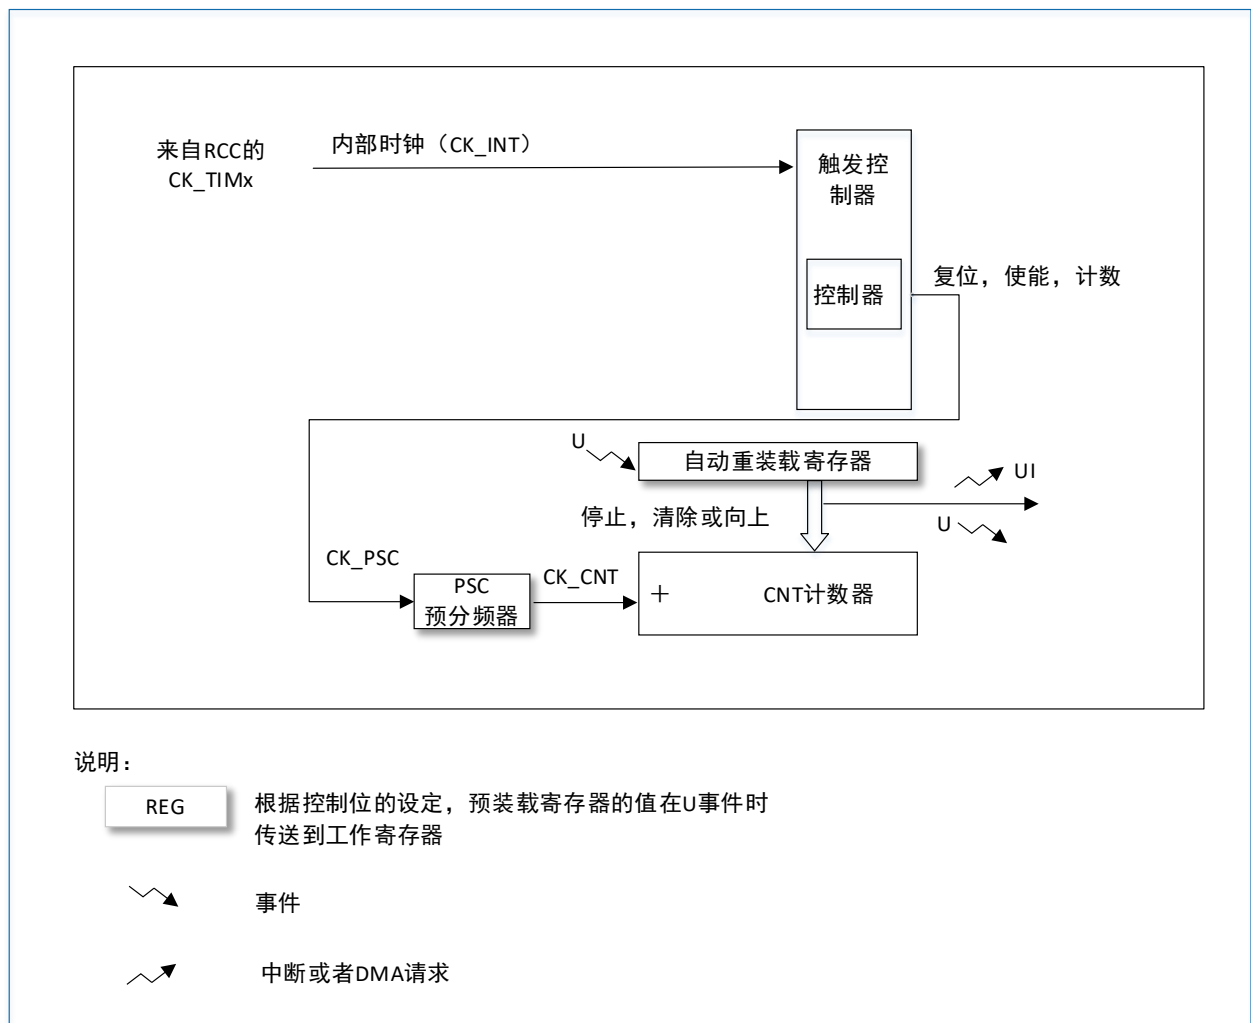 来自RCC的
CK_TIMx
内部时钟（CK_INT）
触发控
制器
控制器
复位，使能，计数
U
自动重装载寄存器
UI
停止，清除或向上
U
CK_PSC
PSC
预分频器
CK_CNT
+
CNT计数器
说明：
REG
根据控制位的设定，预装载寄存器的值在U事件时
传送到工作寄存器
事件
中断或者DMA请求